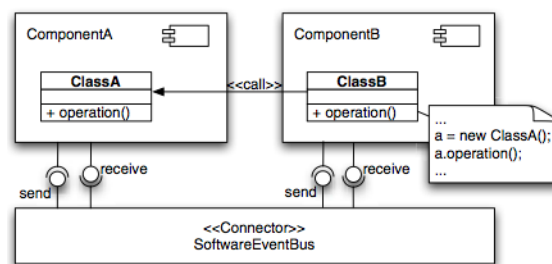 ComponentA
ClassA
+ operation()
<<call>>
ComponentB
ClassB
+ operation()
...
a = new ClassA();
a.operation();
...
send
receive
send
receive
<<Connector>>
SoftwareEventBus